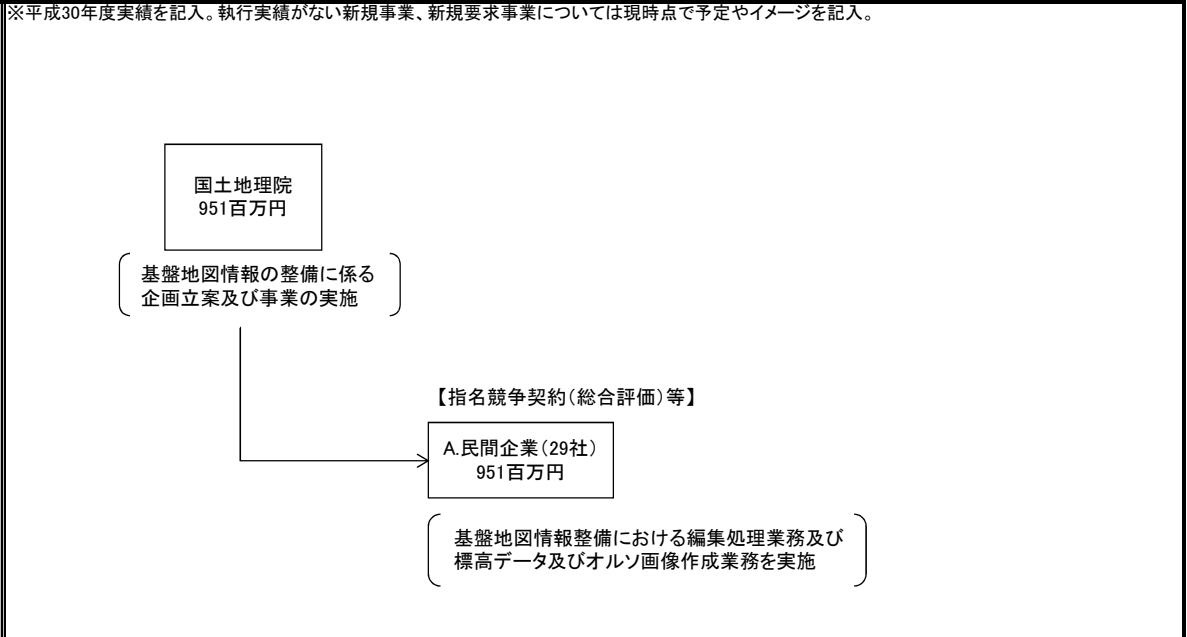 ※平成30年度実績を記入。執行実績がない新規事業、新規要求事業については現時点で予定やイメージを記入。
国土地理院
951百万円
基盤地図情報の整備に係る
企画立案及び事業の実施
【指名競争契約(総合評価)等】
A.民間企業(29社)
951百万円
基盤地図情報整備における編集処理業務及び
標高データ及びオルソ画像作成業務を実施